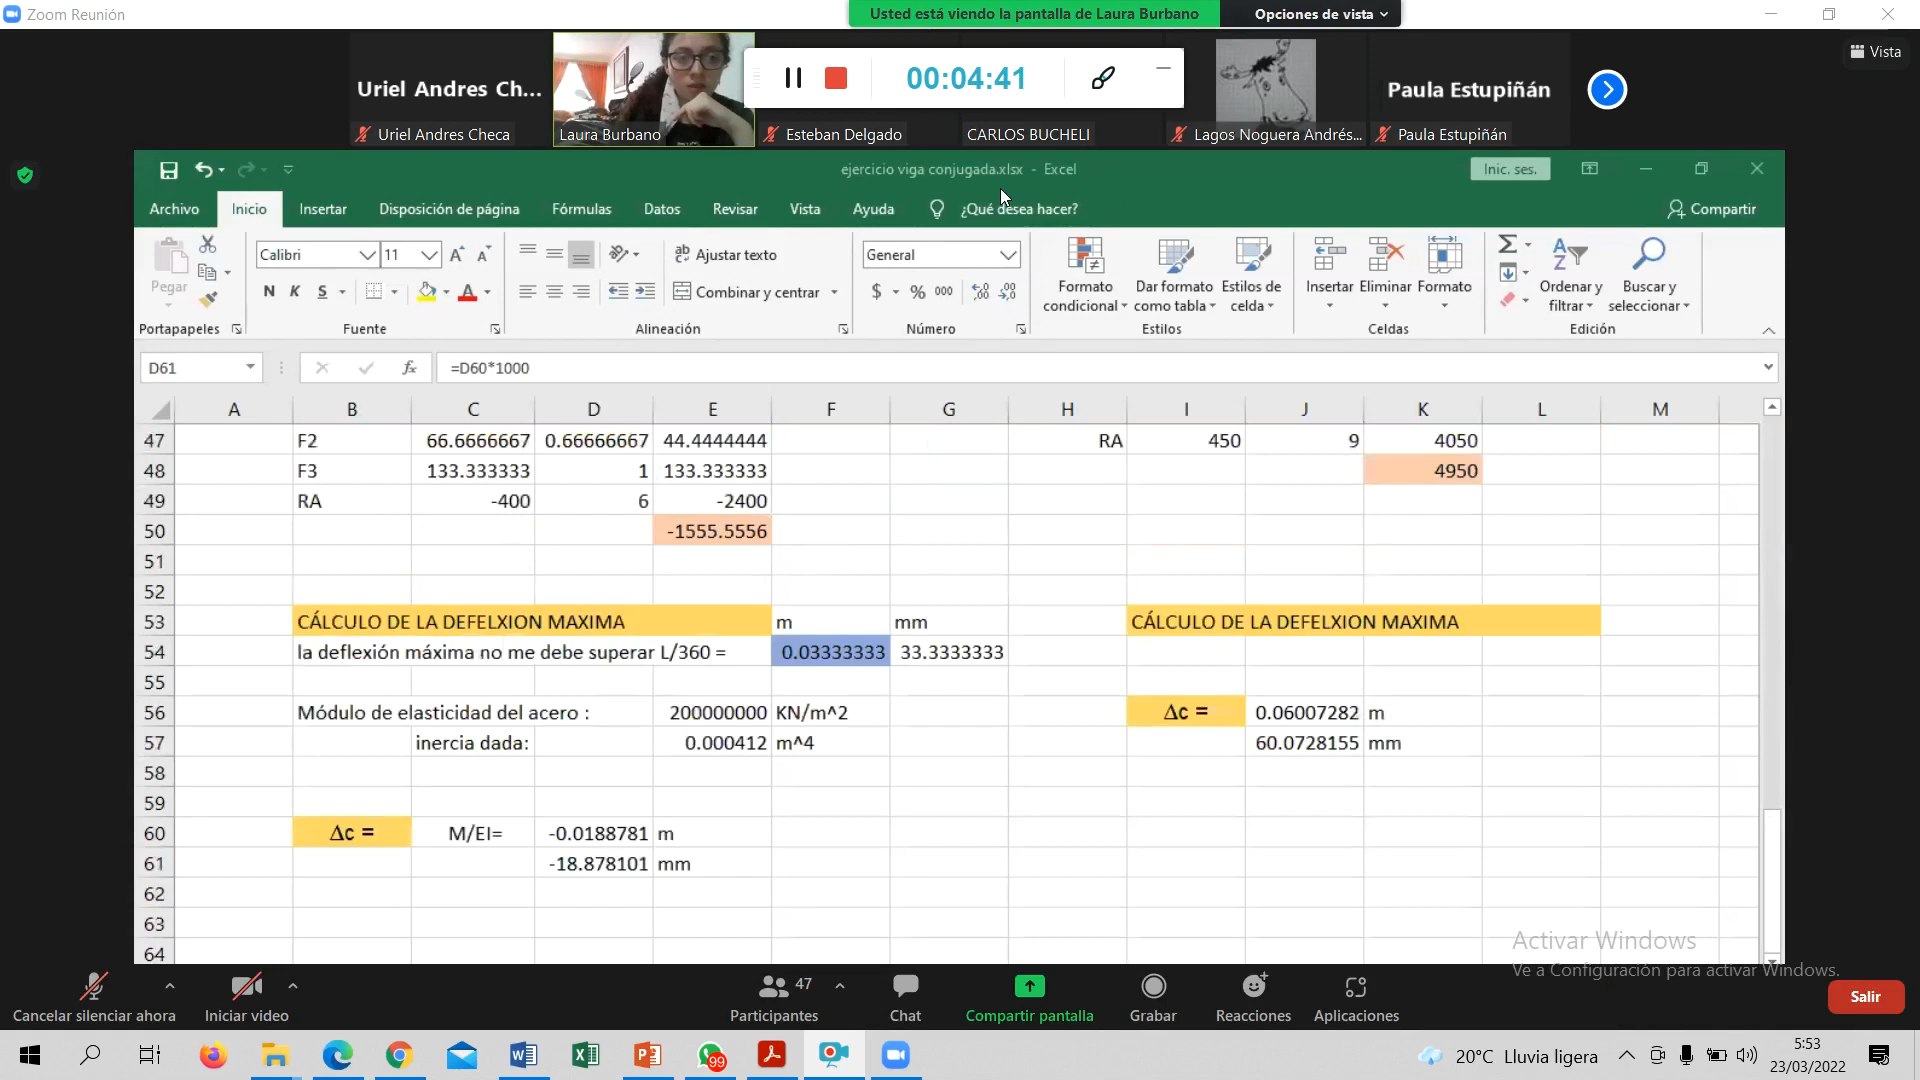 Zoom Reunión
Usted está viendo la pantalla de Laura Burbano
Opciones de vista
Vista
Uriel Andres Ch...
00:04:41
Paula Estupiñán
Uriel Andres Checa
Laura Burbano
Esteban Delgado
CARLOS BUCHELI
Lagos Noguera Andrés...
Paula Estupiñán
ejercicio viga conjugada.xlsx - Excel
Inic. ses.
Archivo Inicio Insertar Disposición de página Fórmulas Datos Revisar Vista Ayuda ¿Qué desea hacer? Compartir
Pegar
Calibri 11
Ajustar texto
General
N K S
Combinar y centrar
$ % 000
Formato condicional
Dar formato como tabla
Estilos de celda
Insertar Eliminar Formato
Ordenar y filtrar
Buscar y seleccionar
Portapapeles Fuente Alineación Número Estilos Celdas Edición
D61 fx =D60*1000
A B C D E F G H I J K L M
47 F2 66.6666667 0.66666667 44.4444444 RA 450 9 4050
48 F3 133.333333 1 133.333333 4950
49 RA -400 6 -2400
50 -1555.5556
51
52
53 CÁLCULO DE LA DEFELXION MAXIMA m mm CÁLCULO DE LA DEFELXION MAXIMA
54 la deflexión máxima no me debe superar L/360 = 0.03333333 33.3333333
55
56 Módulo de elasticidad del acero : 200000000 KN/m^2 Δc = 0.06007282 m
57 inercia dada: 0.000412 m^4 60.0728155 mm
58
59
60 Δc = M/EI= -0.0188781 m
61 -18.878101 mm
62
63
64
Activar Windows
Ve a Configuración para activar Windows.
Cancelar silenciar ahora
Iniciar video
47
Participantes
Chat
Compartir pantalla
Grabar
Reacciones
Aplicaciones
Salir
99
20°C Lluvia ligera
5:53
23/03/2022